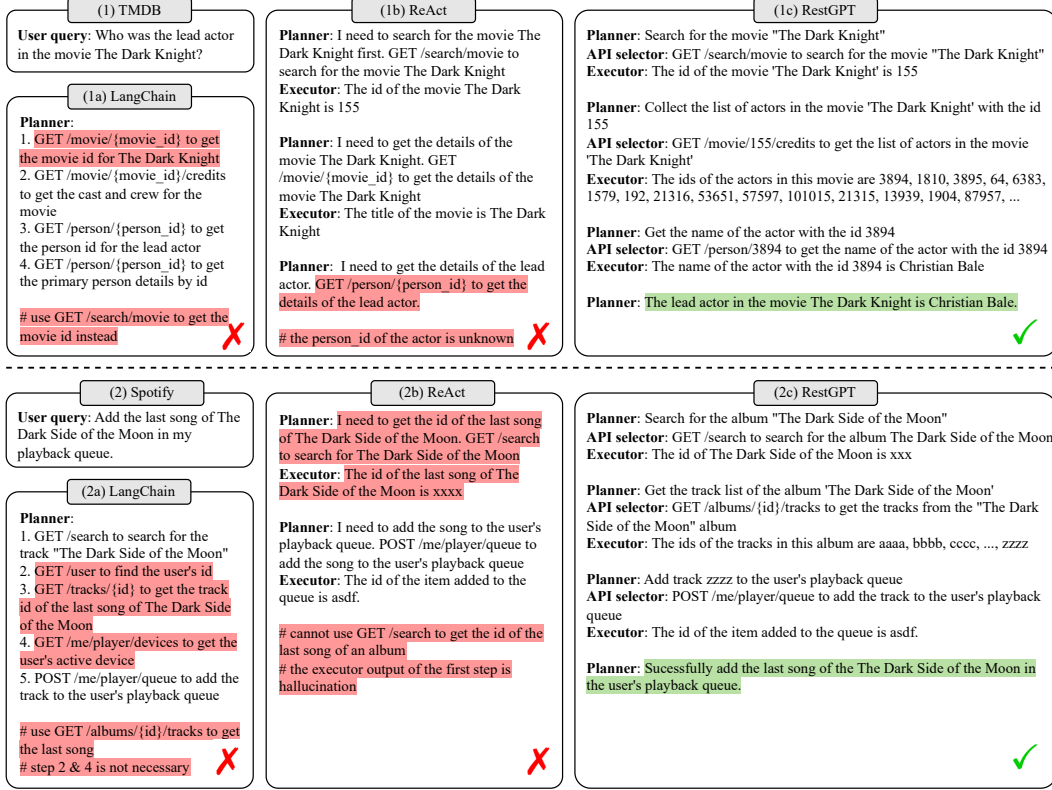 (1) TMDB
User query: Who was the lead actor
in the movie The Dark Knight?
(1a) LangChain
Planner:
1. GET /movie/{movie_id} to get
the movie id for The Dark Knight
2. GET /movie/{movie_id}/credits
to get the cast and crew for the
movie
3. GET /person/{person_id} to get
the person id for the lead actor
4. GET /person/{person_id} to get
the primary person details by id
# use GET /search/movie to get the
movie id instead
✗
(1b) ReAct
Planner: I need to search for the movie The
Dark Knight first. GET /search/movie to
search for the movie The Dark Knight
Executor: The id of the movie The Dark
Knight is 155
Planner: I need to get the details of the
movie The Dark Knight. GET
/movie/{movie_id} to get the details of the
movie The Dark Knight
Executor: The title of the movie is The Dark
Knight
Planner: I need to get the details of the lead
actor. GET /person/{person_id} to get the
details of the lead actor.
# the person_id of the actor is unknown
✗
(1c) RestGPT
Planner: Search for the movie "The Dark Knight"
API selector: GET /search/movie to search for the movie "The Dark Knight"
Executor: The id of the movie 'The Dark Knight' is 155
Planner: Collect the list of actors in the movie 'The Dark Knight' with the id
155
API selector: GET /movie/155/credits to get the list of actors in the movie
'The Dark Knight'
Executor: The ids of the actors in this movie are 3894, 1810, 3895, 64, 6383,
1579, 192, 21316, 53651, 57597, 101015, 21315, 13939, 1904, 87957, ...
Planner: Get the name of the actor with the id 3894
API selector: GET /person/3894 to get the name of the actor with the id 3894
Executor: The name of the actor with the id 3894 is Christian Bale
Planner: The lead actor in the movie The Dark Knight is Christian Bale.
✓
(2) Spotify
User query: Add the last song of The
Dark Side of the Moon in my
playback queue.
(2a) LangChain
Planner:
1. GET /search to search for the
track "The Dark Side of the Moon"
2. GET /user to find the user's id
3. GET /tracks/{id} to get the track
id of the last song of The Dark Side
of the Moon
4. GET /me/player/devices to get the
user's active device
5. POST /me/player/queue to add the
track to the user's playback queue
# use GET /albums/{id}/tracks to get
the last song
# step 2 & 4 is not necessary
✗
(2b) ReAct
Planner: I need to get the id of the last song
of The Dark Side of the Moon. GET /search
to search for The Dark Side of the Moon
Executor: The id of the last song of The
Dark Side of the Moon is xxxx
Planner: I need to add the song to the user's
playback queue. POST /me/player/queue to
add the song to the user's playback queue
Executor: The id of the item added to the
queue is asdf.
# cannot use GET /search to get the id of the
last song of an album
# the executor output of the first step is
hallucination
✗
(2c) RestGPT
Planner: Search for the album "The Dark Side of the Moon"
API selector: GET /search to search for the album The Dark Side of the Moon
Executor: The id of The Dark Side of the Moon is xxx
Planner: Get the track list of the album 'The Dark Side of the Moon'
API selector: GET /albums/{id}/tracks to get the tracks from the "The Dark
Side of the Moon" album
Executor: The ids of the tracks in this album are aaaa, bbbb, cccc, ..., zzzz
Planner: Add track zzzz to the user's playback queue
API selector: POST /me/player/queue to add the track to the user's playback
queue
Executor: The id of the item added to the queue is asdf.
Planner: Sucessfully add the last song of the The Dark Side of the Moon in
the user's playback queue.
✓